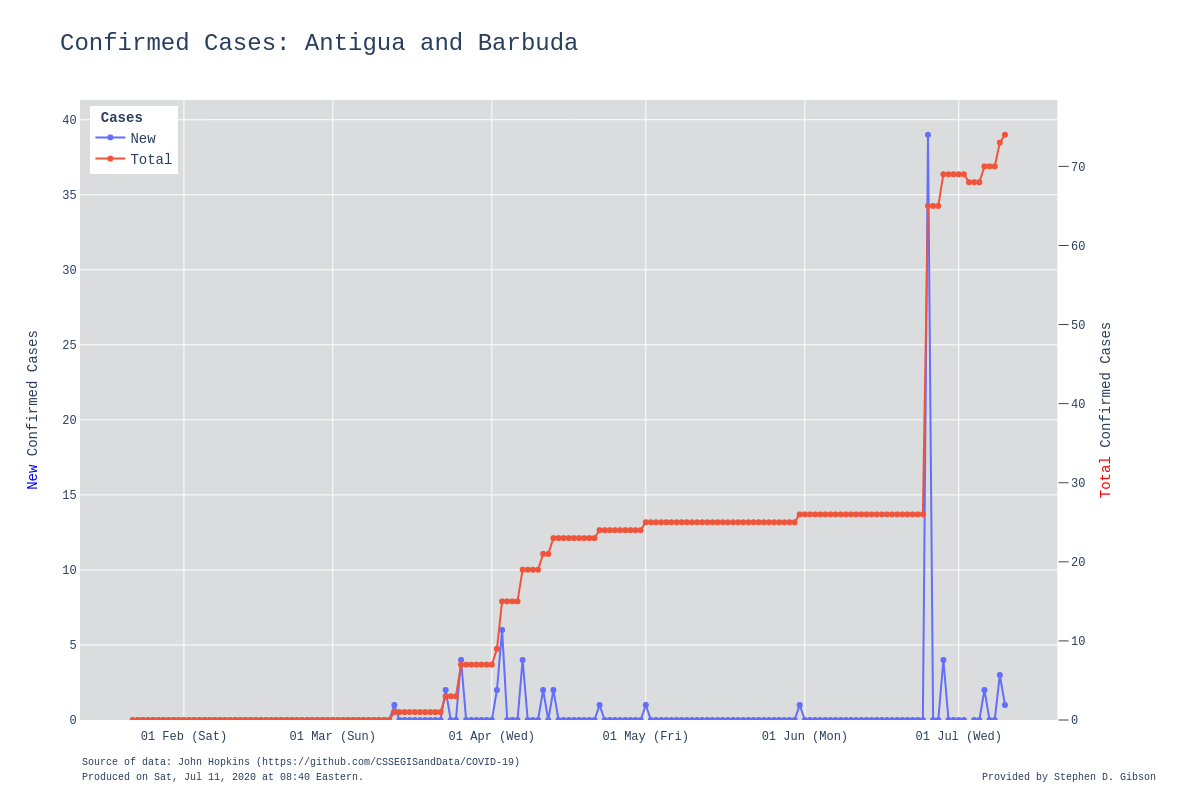 Confirmed Cases: Antigua and Barbuda
Cases
New
Total
40
35
30
25
20
15
10
5
0
New Confirmed Cases
70
60
50
40
30
20
10
0
Total Confirmed Cases
01 Feb (Sat)
01 Mar (Sun)
01 Apr (Wed)
01 May (Fri)
01 Jun (Mon)
01 Jul (Wed)
Source of data: John Hopkins (https://github.com/CSSEGISandData/COVID-19)
Produced on Sat, Jul 11, 2020 at 08:40 Eastern.
Provided by Stephen D. Gibson